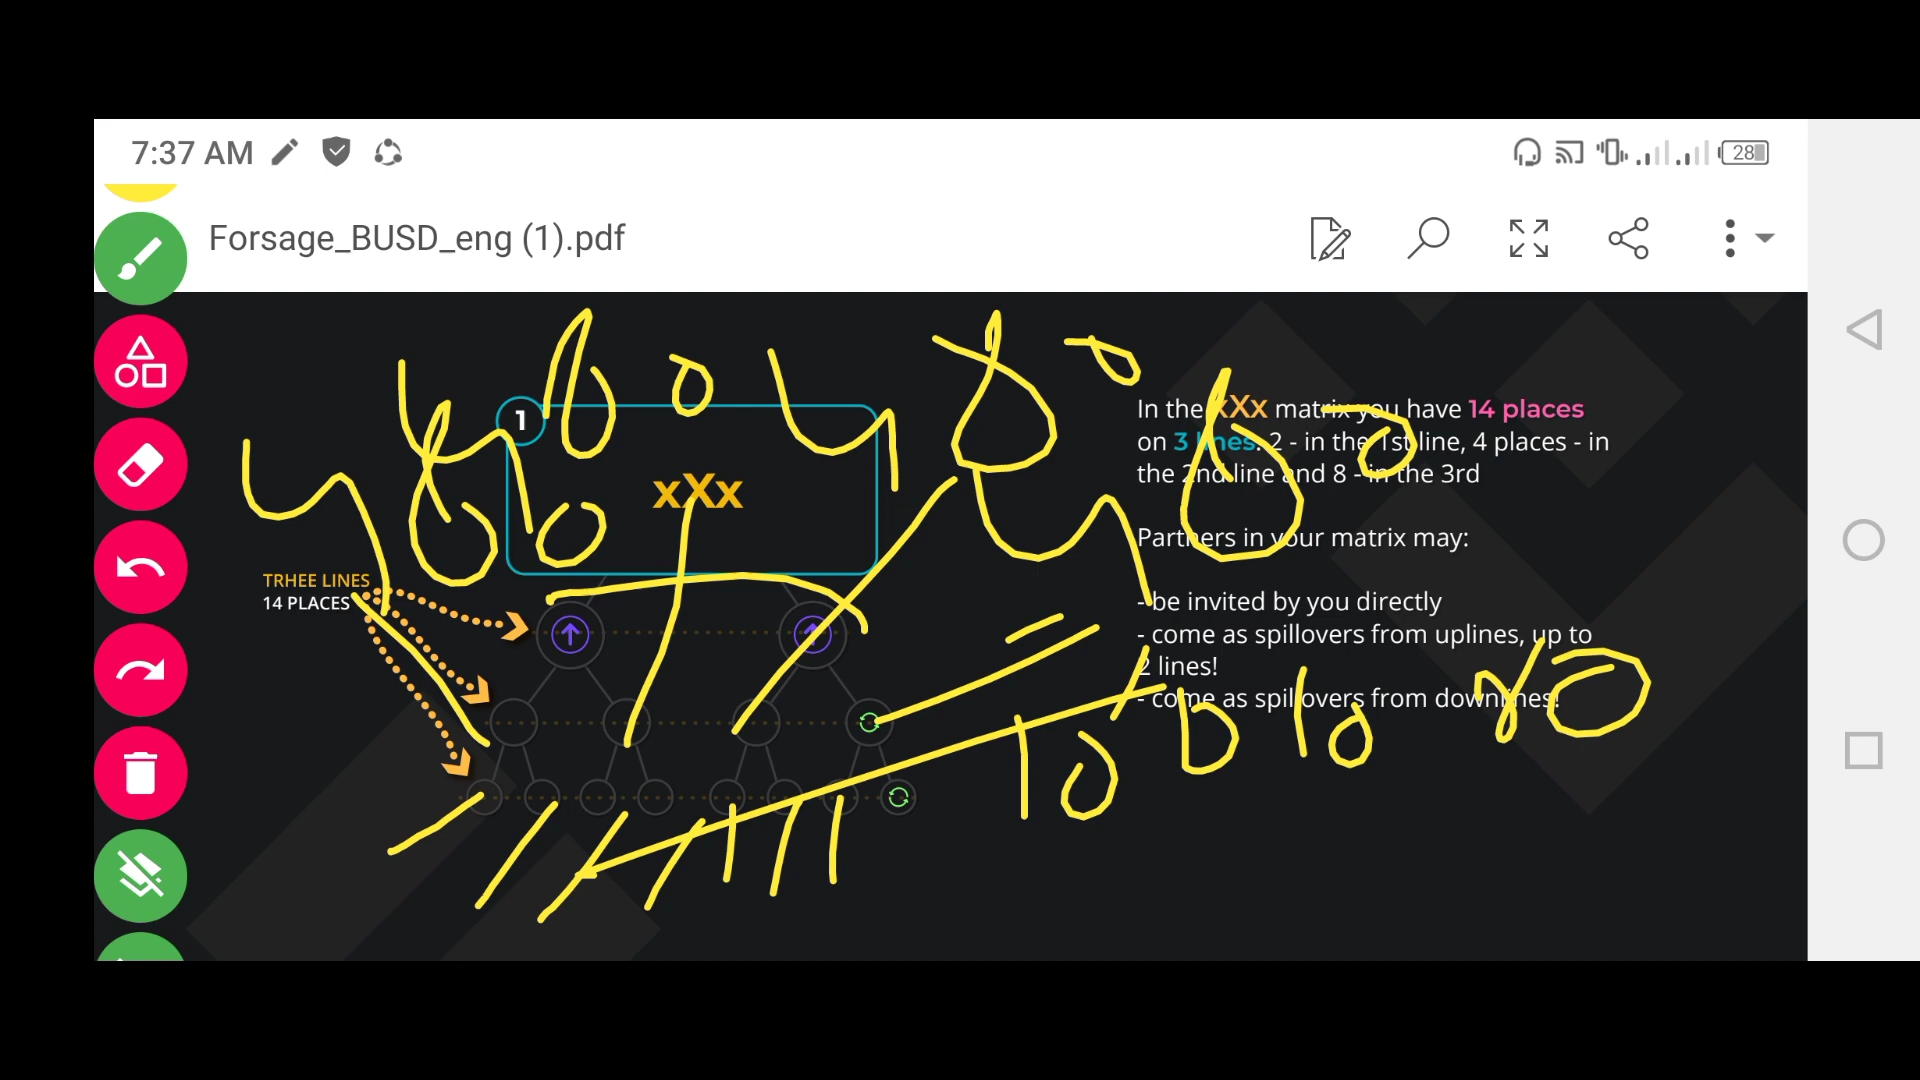 7:37 AM
28
Forsage_BUSD_eng (1).pdf
1
xXx
TRHEE LINES
14 PLACES
In the xXx matrix you have 14 places
on 3 lines: 2 - in the 1st line, 4 places - in
the 2nd line and 8 - in the 3rd
Partners in your matrix may:
- be invited by you directly
- come as spillovers from uplines, up to
2 lines!
- come as spillovers from downlines!